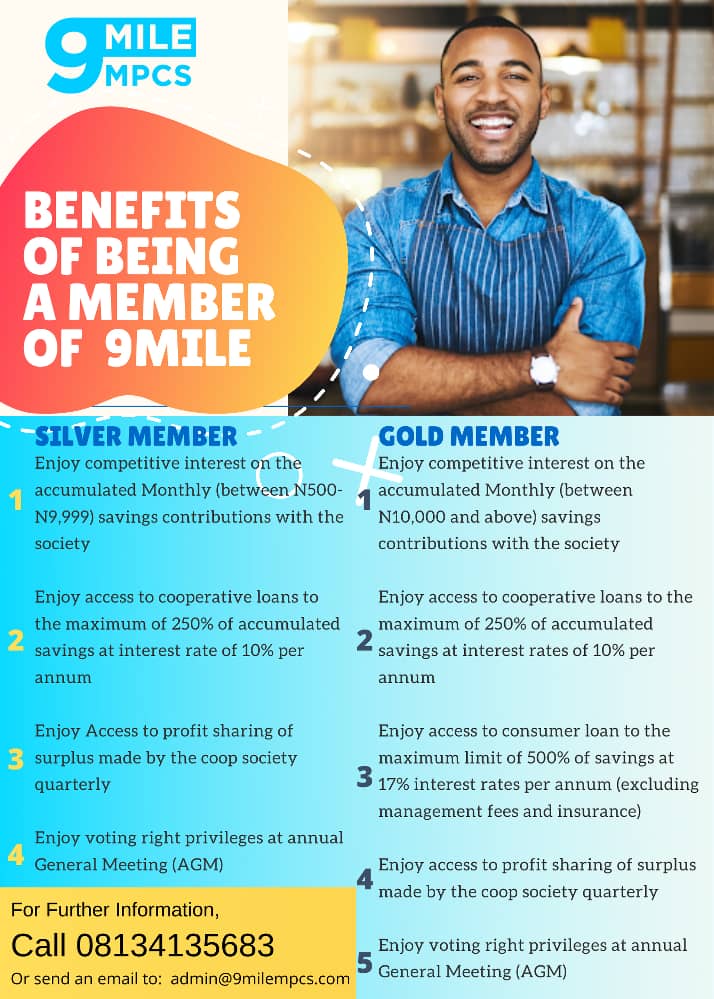 9 MILE
MPCS
BENEFITS
OF BEING
A MEMBER
OF 9MILE
SILVER MEMBER
1
Enjoy competitive interest on the
accumulated Monthly (between N500-
N9,999) savings contributions with the
society
2
Enjoy access to cooperative loans to
the maximum of 250% of accumulated
savings at interest rate of 10% per
annum
3
Enjoy Access to profit sharing of
surplus made by the coop society
quarterly
4
Enjoy voting right privileges at annual
General Meeting (AGM)
GOLD MEMBER
1
Enjoy competitive interest on the
accumulated Monthly (between
N10,000 and above) savings
contributions with the society
2
Enjoy access to cooperative loans to the
maximum of 250% of accumulated
savings at interest rates of 10% per
annum
3
Enjoy access to consumer loan to the
maximum limit of 500% of savings at
17% interest rates per annum (excluding
management fees and insurance)
4
Enjoy access to profit sharing of surplus
made by the coop society quarterly
5
Enjoy voting right privileges at annual
General Meeting (AGM)
For Further Information,
Call 08134135683
Or send an email to: admin@9milempcs.com